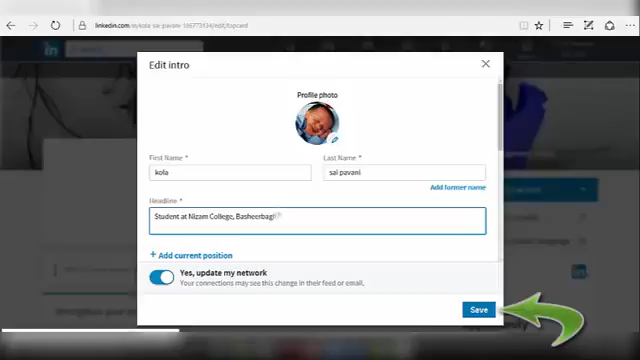 Edit intro
Profile photo
First Name *
Last Name *
kola
sai pavani
Add former name
Headline *
Student at Nizam College, Basheerbagh
+ Add current position
Yes, update my network
Your connections may see this change in their feed or email.
Save